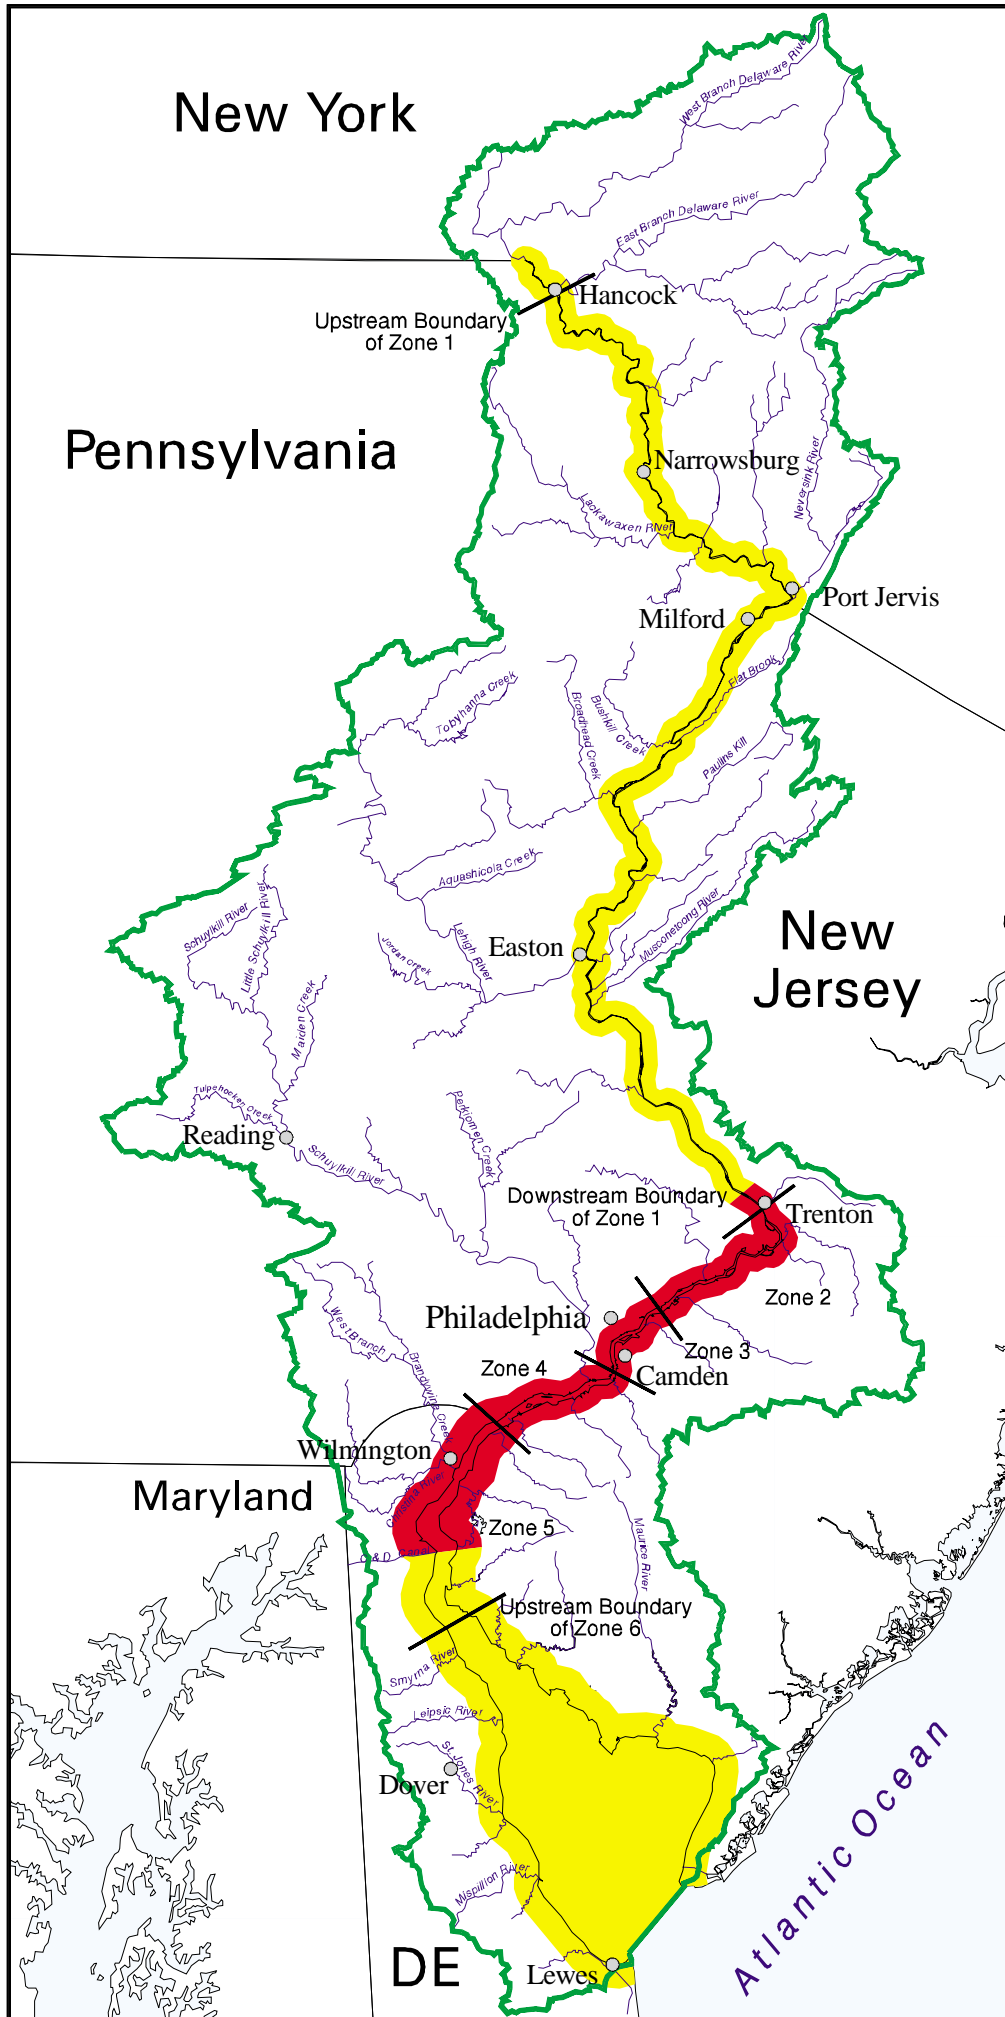 New York
West Branch Delaware River
East Branch Delaware River
Hancock
Upstream Boundary
of Zone 1
Pennsylvania
Narrowsburg
Neversink River
Lackawaxen River
Port Jervis
Milford
Flat Brook
Tobyhanna Creek
Broadhead Creek
Bushkill Creek
Paulins Kill
Aquashicola Creek
Schuylkill River
Little Schuylkill River
Lehigh River
Jordan Creek
Musconetcong River
Easton
New
Jersey
Maiden Creek
Tulpehocken Creek
Reading
Schuylkill River
Perkiomen Creek
Downstream Boundary
of Zone 1
Trenton
Zone 2
Philadelphia
Zone 3
Camden
Zone 4
West Branch
Brandywine Creek
Wilmington
Maryland
Christina River
Zone 5
C & D Canal
Maurice River
Upstream Boundary
of Zone 6
Smyrna River
Leipsic River
St. Jones River
Dover
Mispillion River
Atlantic Ocean
DE
Lewes